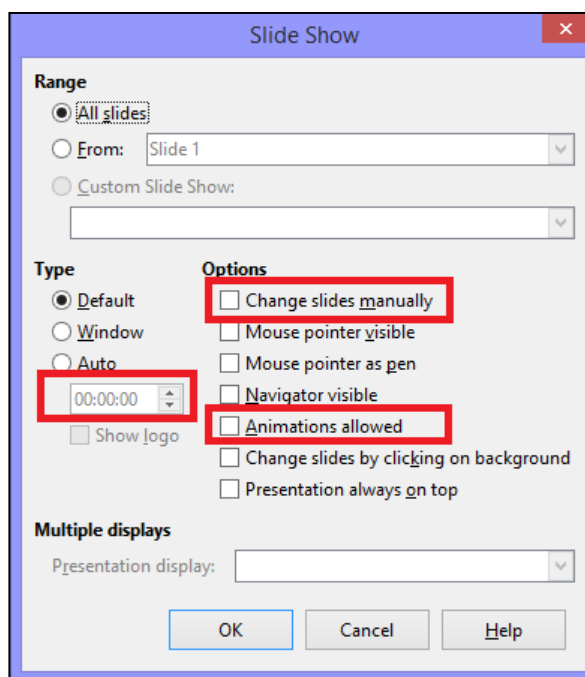 Slide Show
Range
All slides
From: Slide 1
Custom Slide Show:
Type
Default
Window
Auto
00:00:00
Show logo
Options
Change slides manually
Mouse pointer visible
Mouse pointer as pen
Navigator visible
Animations allowed
Change slides by clicking on background
Presentation always on top
Multiple displays
Presentation display:
OK
Cancel
Help